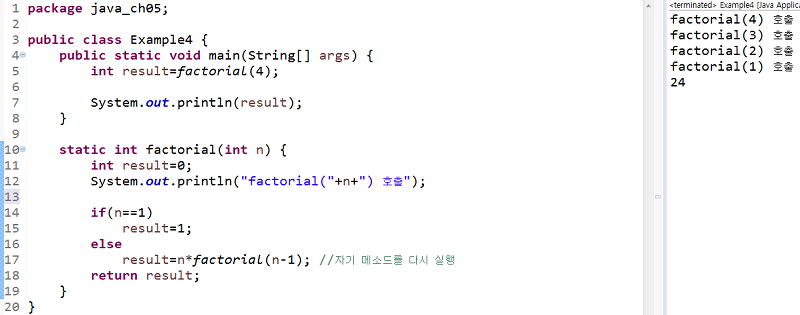 1 package java_ch05;
2
3 public class Example4 {
4     public static void main(String[] args) {
5         int result=factorial(4);
6
7         System.out.println(result);
8     }
9
10     static int factorial(int n) {
11         int result=0;
12         System.out.println("factorial("+n+") 호출");
13
14         if(n==1)
15             result=1;
16         else
17             result=n*factorial(n-1); //자기 메소드를 다시 실행
18         return result;
19     }
20 }
<terminated> Example4 [Java Applica
factorial(4) 호출
factorial(3) 호출
factorial(2) 호출
factorial(1) 호출
24